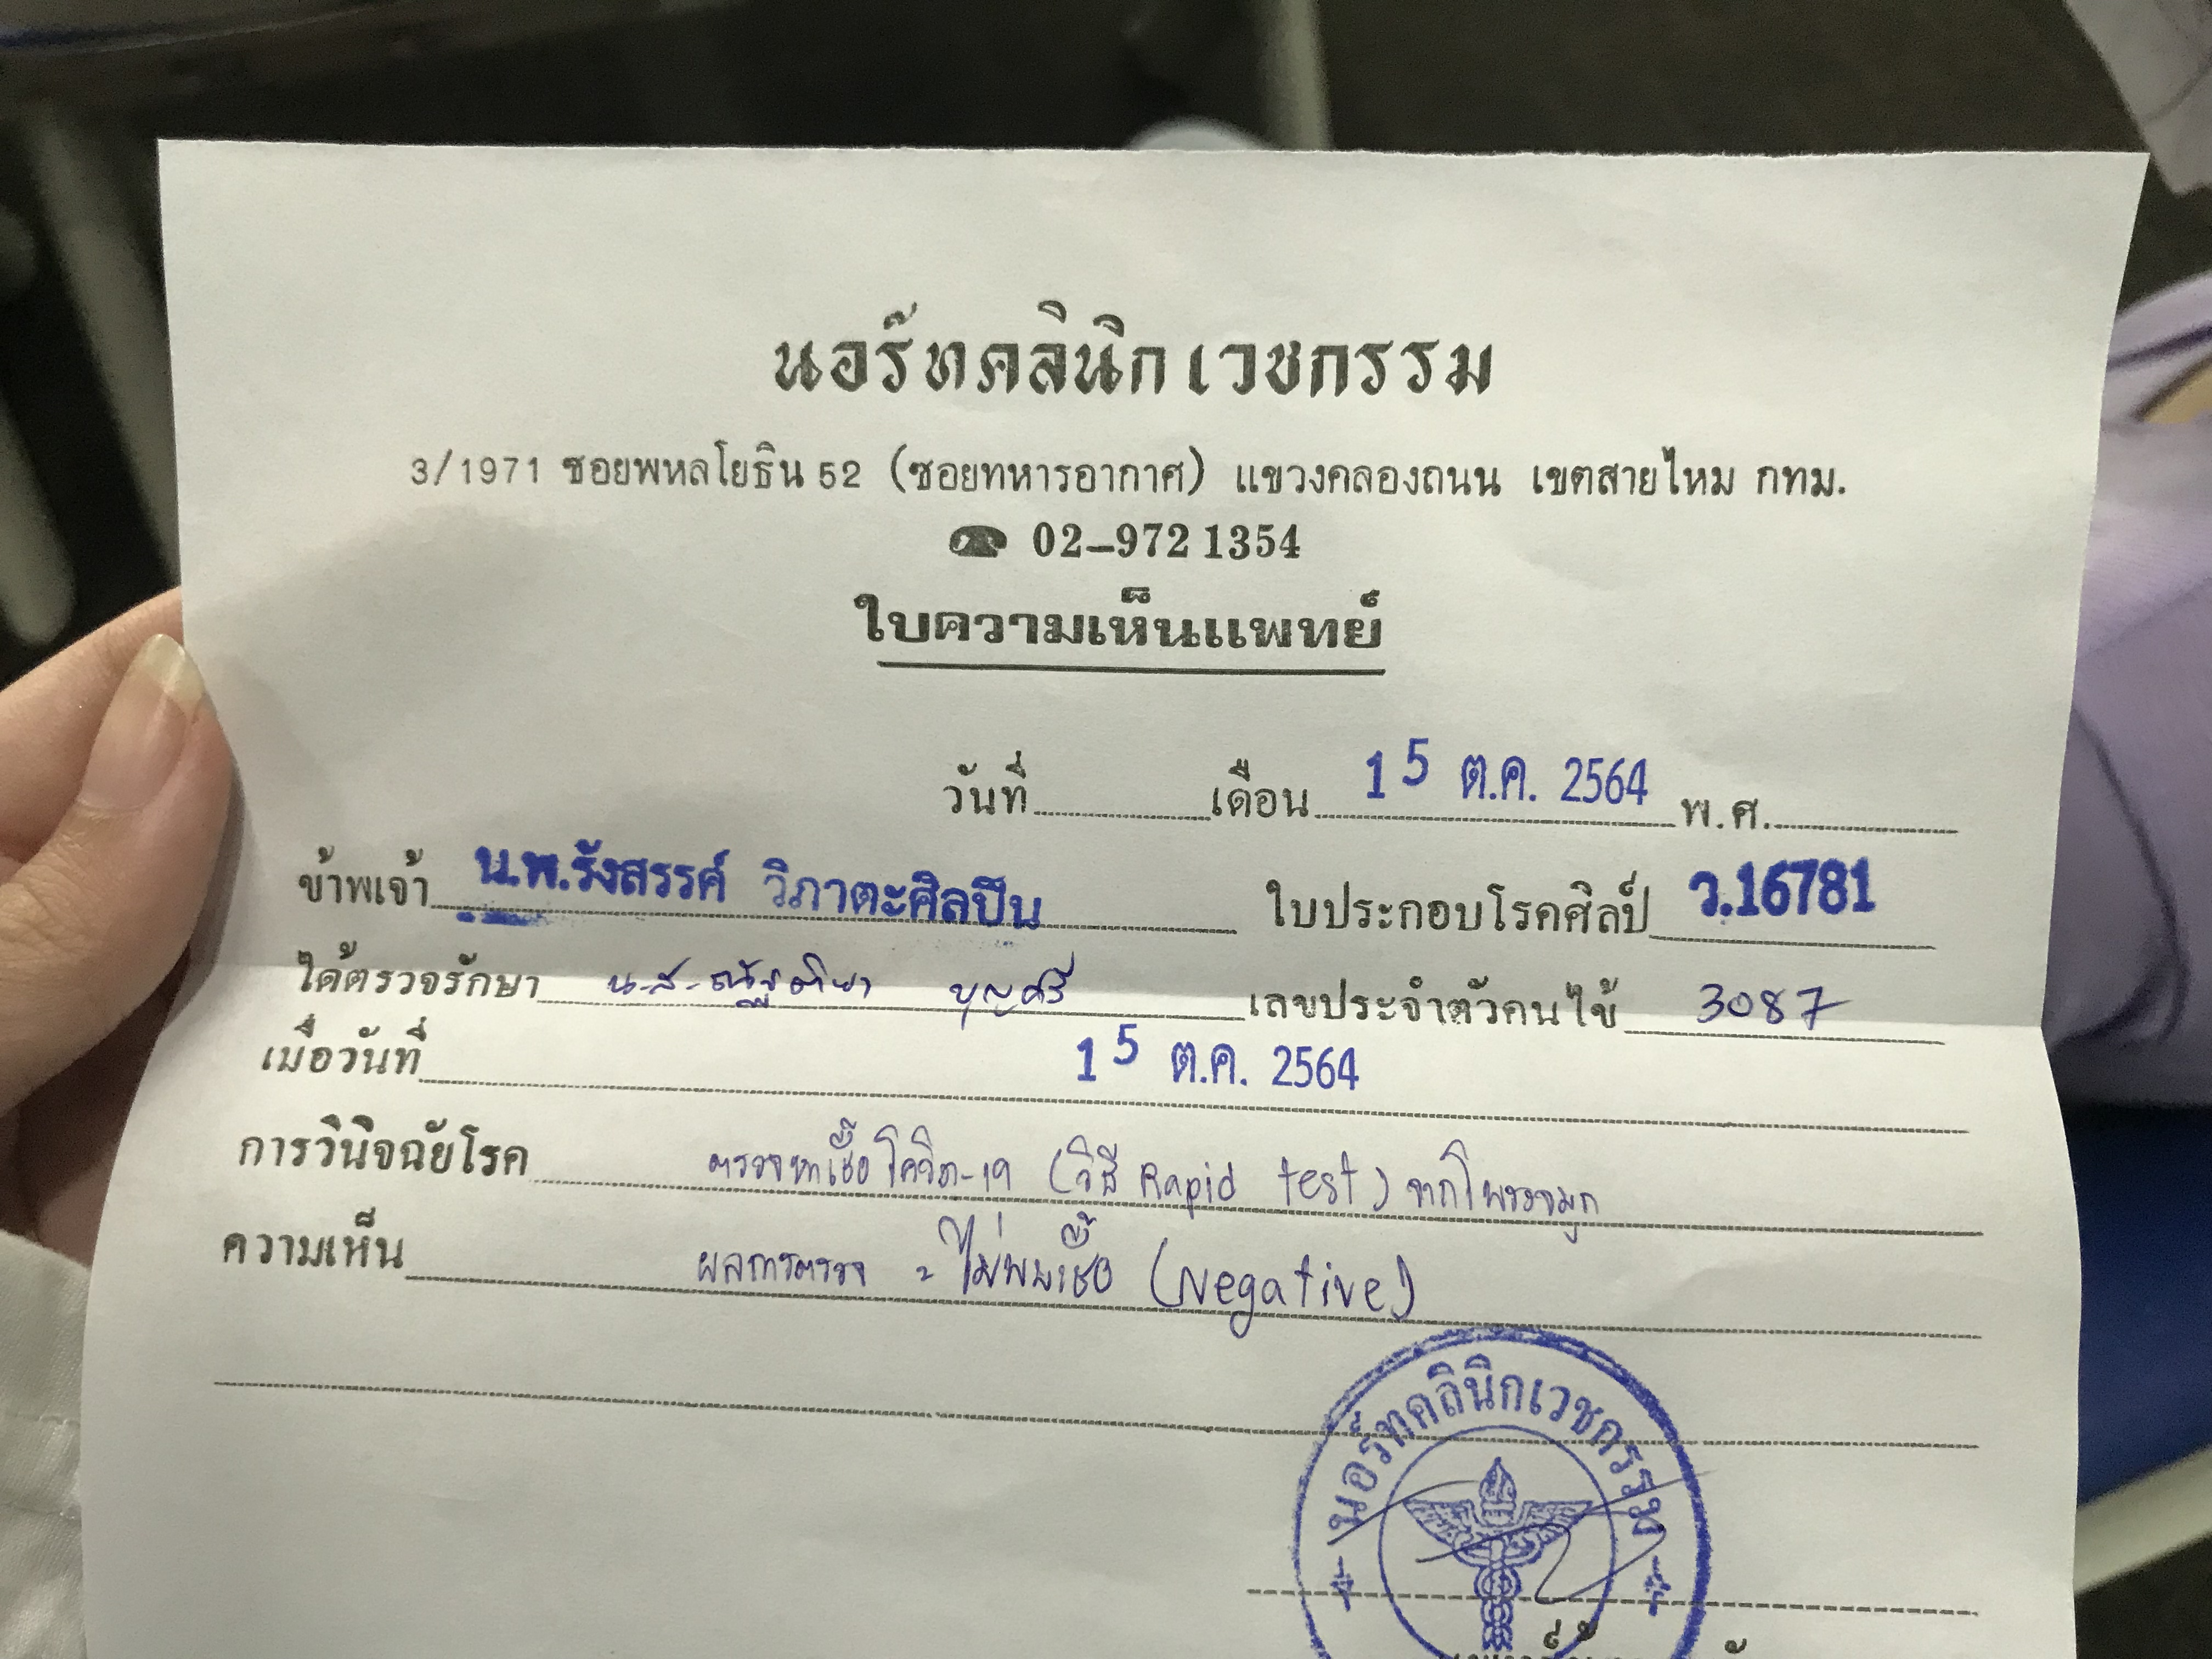 นอร์ทคลินิกเวชกรรม
3/1971 ซอยพหลโยธิน 52 (ซอยทหารอากาศ) แขวงคลองถนน เขตสายไหม กทม.
☎ 02-972 1354
ใบความเห็นแพทย์
วันที่ เดือน 15 ต.ค. 2564 พ.ศ.
ข้าพเจ้า น.พ.รังสรรค์ วิภาตะศิลปิน ใบประกอบโรคศิลป์ ว.16781
ได้ตรวจรักษา น.ส. บุญศรี เลขประจำตัวคนไข้ 3087
เมื่อวันที่ 15 ต.ค. 2564
การวินิจฉัยโรค ตรวจหาเชื้อโควิด-19 (วิธี Rapid test) จากโพรงจมูก
ความเห็น ผลการตรวจ = ไม่พบเชื้อ (Negative)
นอร์ทคลินิกเวชกรรม